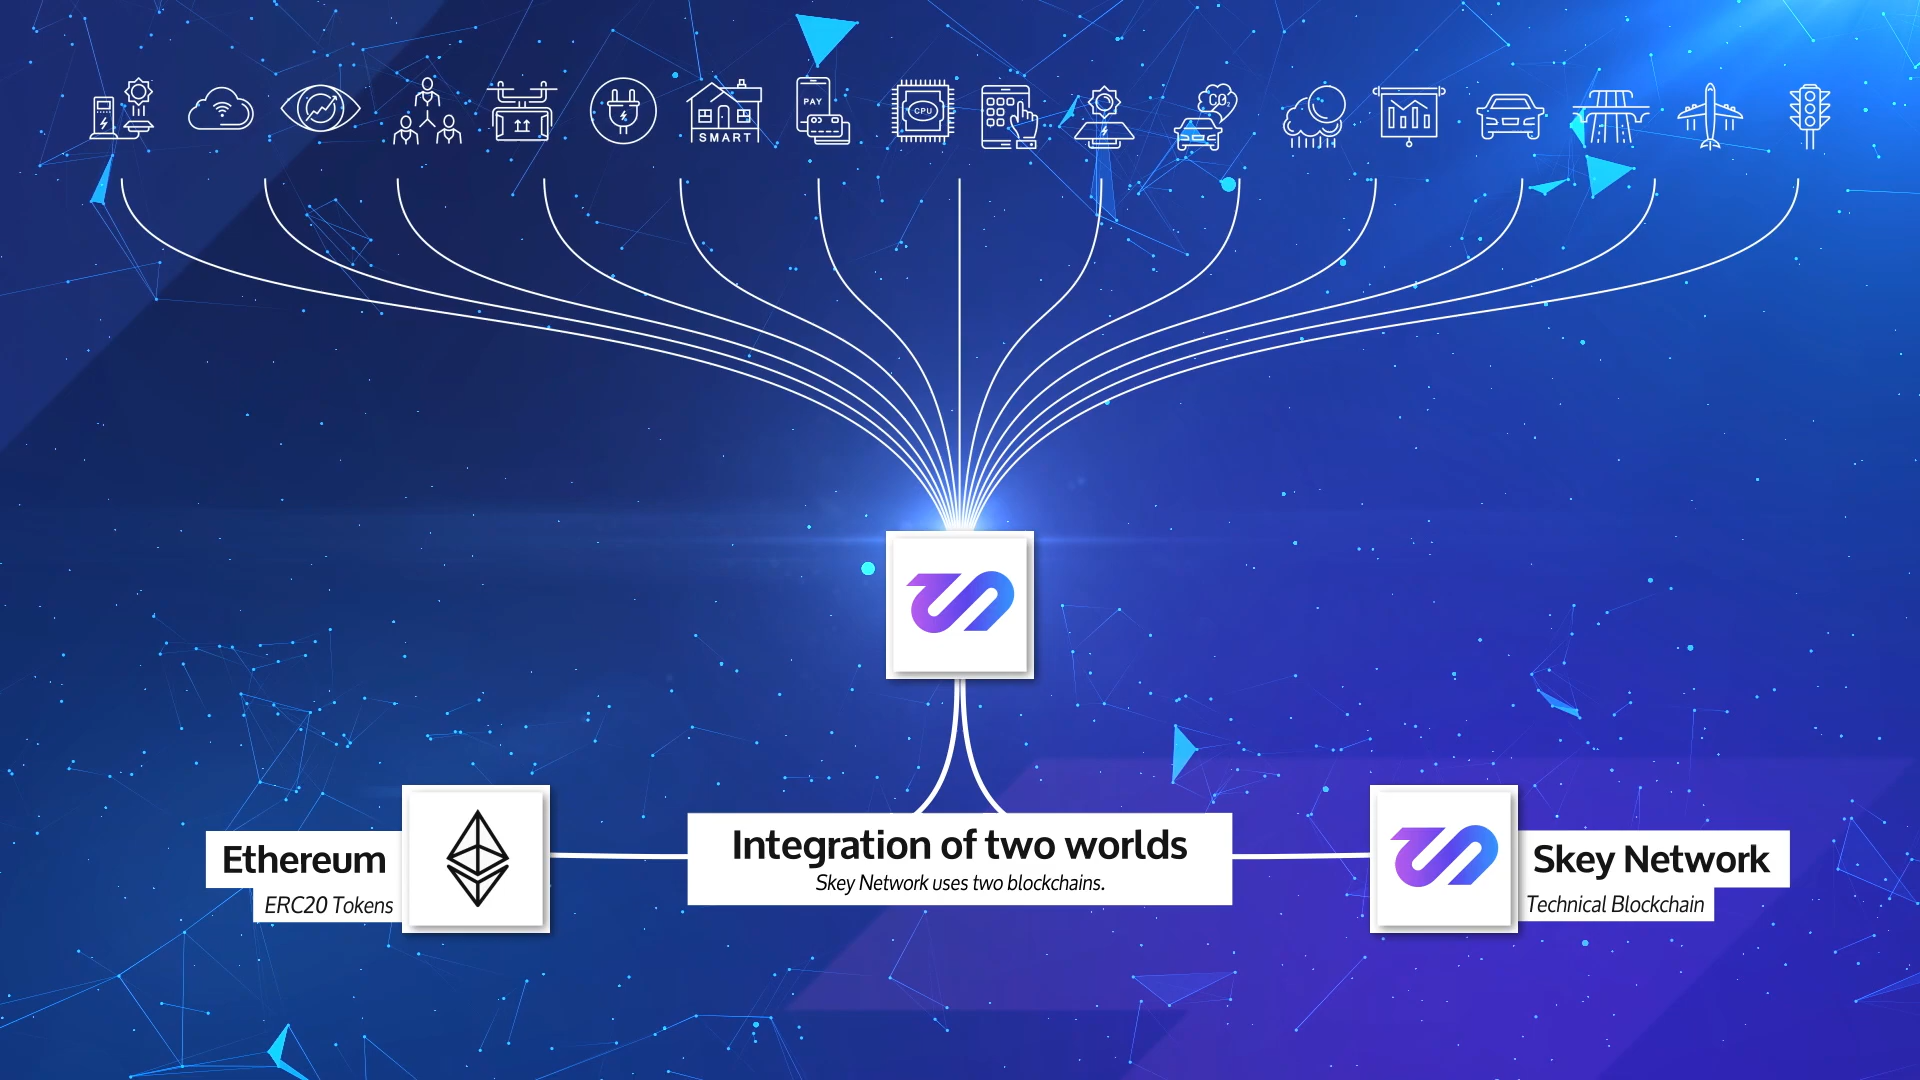 SMART
PAY
CPU
CO₂
Integration of two worlds
Skey Network uses two blockchains.
Ethereum
ERC20 Tokens
Skey Network
Technical Blockchain